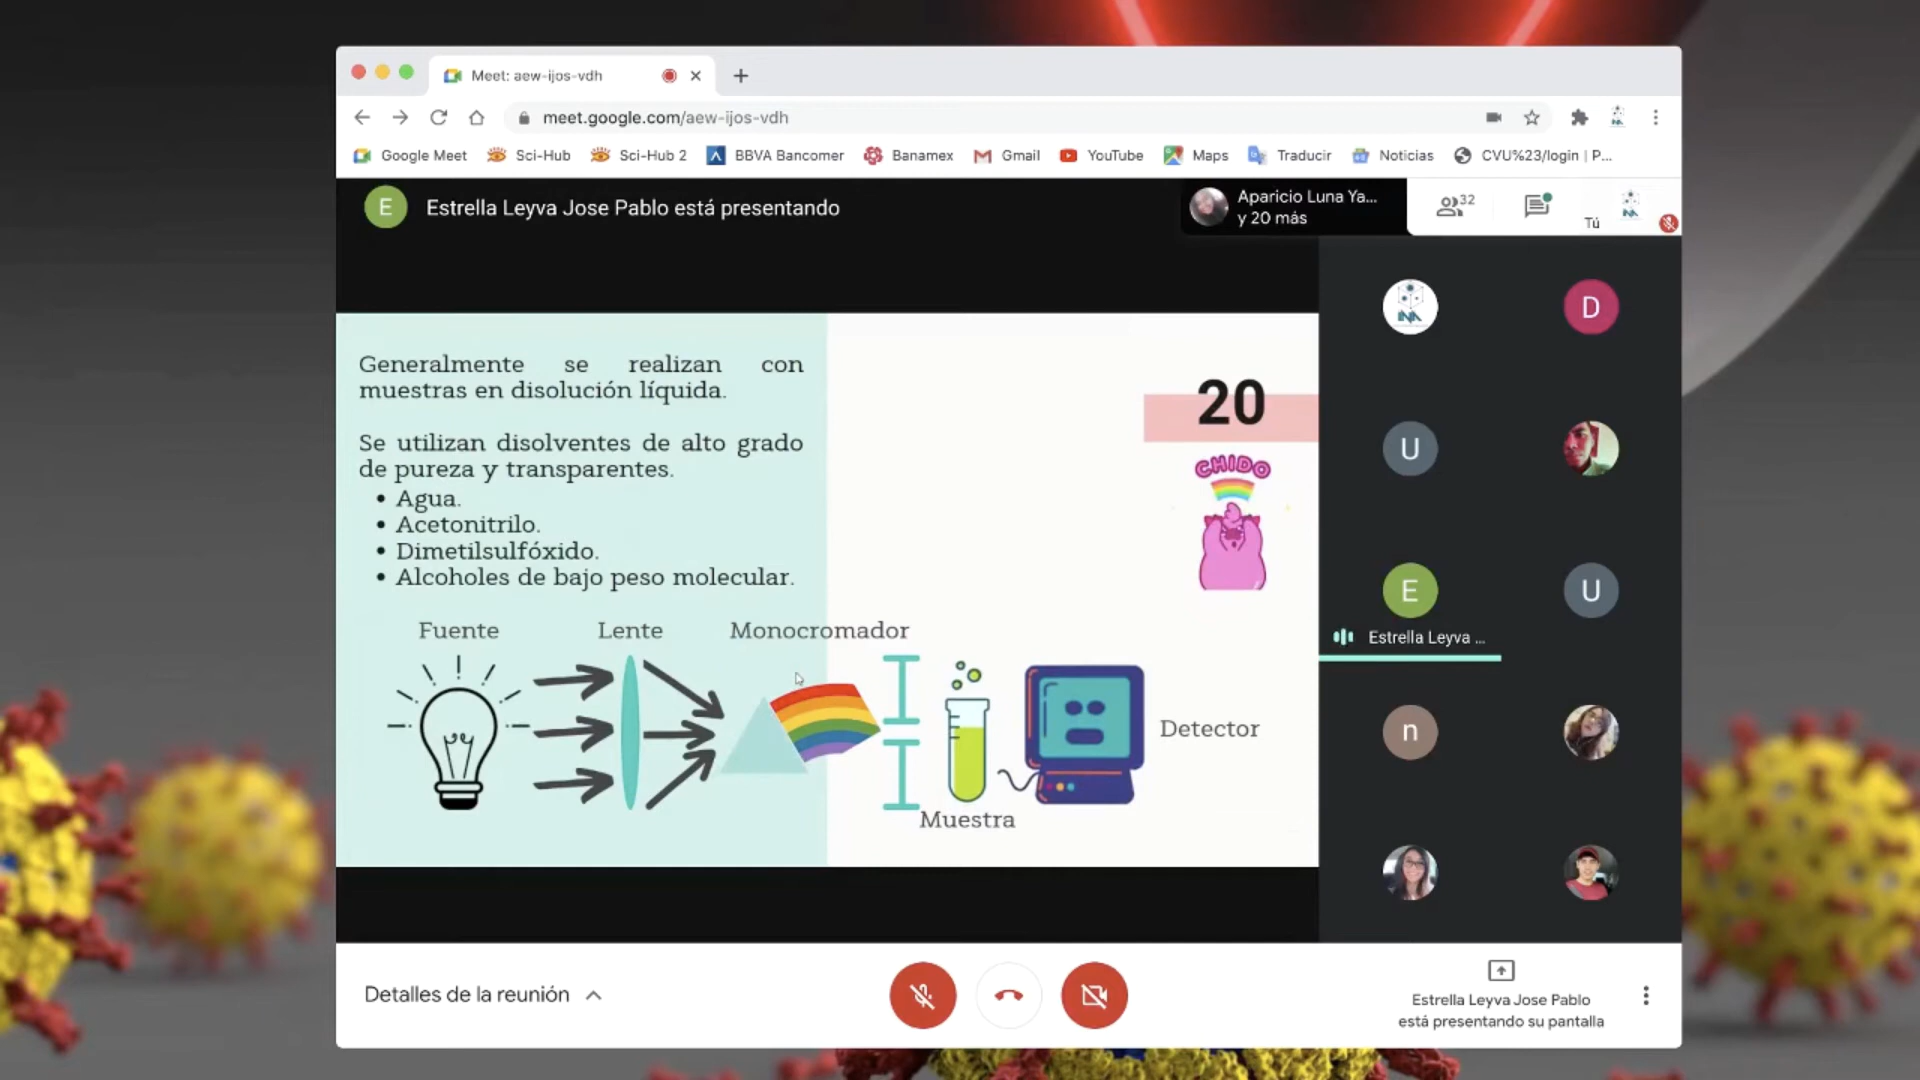 Meet: aew-ijos-vdh
meet.google.com/aew-ijos-vdh
Google Meet
Sci-Hub
Sci-Hub 2
BBVA Bancomer
Banamex
Gmail
YouTube
Maps
Traducir
Noticias
CVU%23/login | P...
E
Estrella Leyva Jose Pablo está presentando
Aparicio Luna Ya...
y 20 más
32
Tú
INA
Generalmente se realizan con
muestras en disolución líquida.
Se utilizan disolventes de alto grado
de pureza y transparentes.
• Agua.
• Acetonitrilo.
• Dimetilsulfóxido.
• Alcoholes de bajo peso molecular.
20
CHIDO
Fuente
Lente
Monocromador
Detector
Muestra
INA
D
U
E
U
Estrella Leyva ...
n
Detalles de la reunión
Estrella Leyva Jose Pablo
está presentando su pantalla